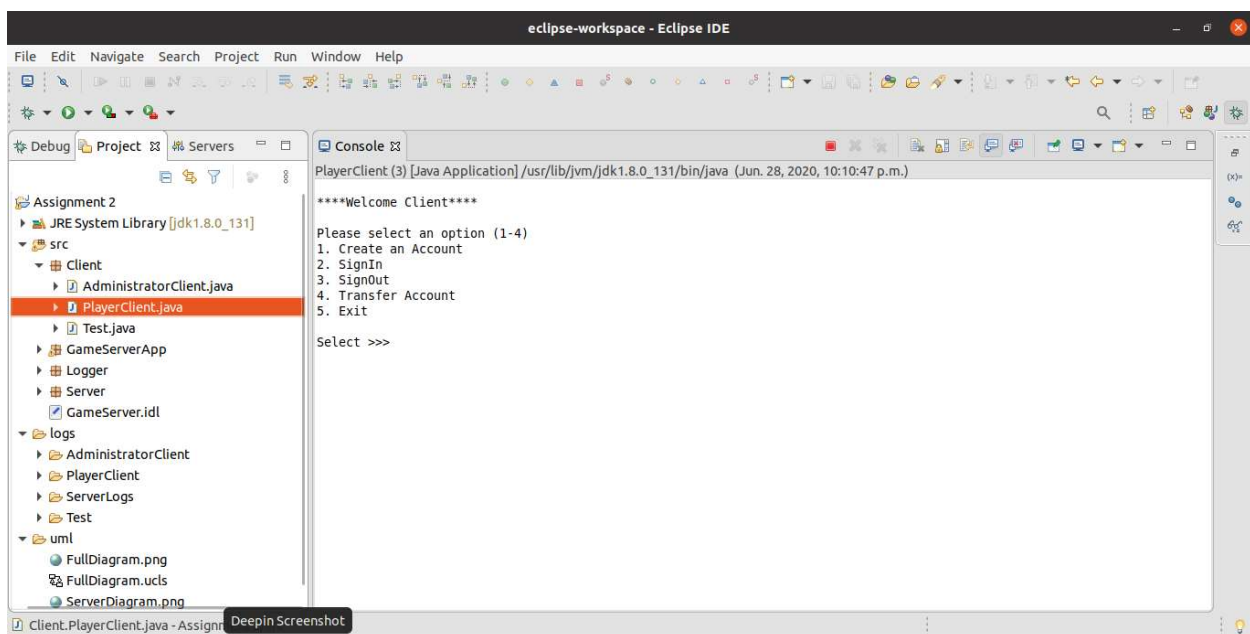 eclipse-workspace - Eclipse IDE
File Edit Navigate Search Project Run Window Help
Debug Project Servers
Console
PlayerClient (3) [Java Application] /usr/lib/jvm/jdk1.8.0_131/bin/java (Jun. 28, 2020, 10:10:47 p.m.)
Assignment 2
JRE System Library [jdk1.8.0_131]
src
Client
AdministratorClient.java
PlayerClient.java
Test.java
GameServerApp
Logger
Server
GameServer.idl
logs
AdministratorClient
PlayerClient
ServerLogs
Test
uml
FullDiagram.png
FullDiagram.ucls
ServerDiagram.png
****Welcome Client****
Please select an option (1-4)
1. Create an Account
2. SignIn
3. SignOut
4. Transfer Account
5. Exit
Select >>>
(x)=
Client.PlayerClient.java - Assignm
Deepin Screenshot